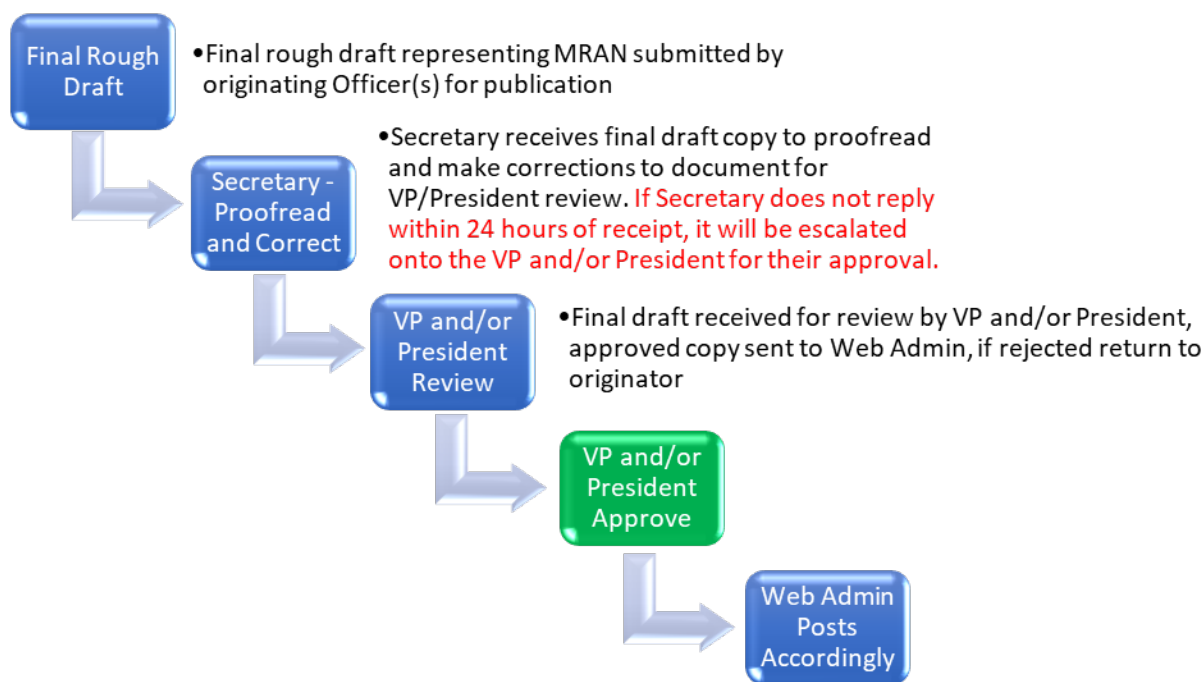 Final Rough
Draft
•Final rough draft representing MRAN submitted by
originating Officer(s) for publication
Secretary -
Proofread
and Correct
•Secretary receives final draft copy to proofread
and make corrections to document for
VP/President review. If Secretary does not reply
within 24 hours of receipt, it will be escalated
onto the VP and/or President for their approval.
VP and/or
President
Review
•Final draft received for review by VP and/or President,
approved copy sent to Web Admin, if rejected return to
originator
VP and/or
President
Approve
Web Admin
Posts
Accordingly